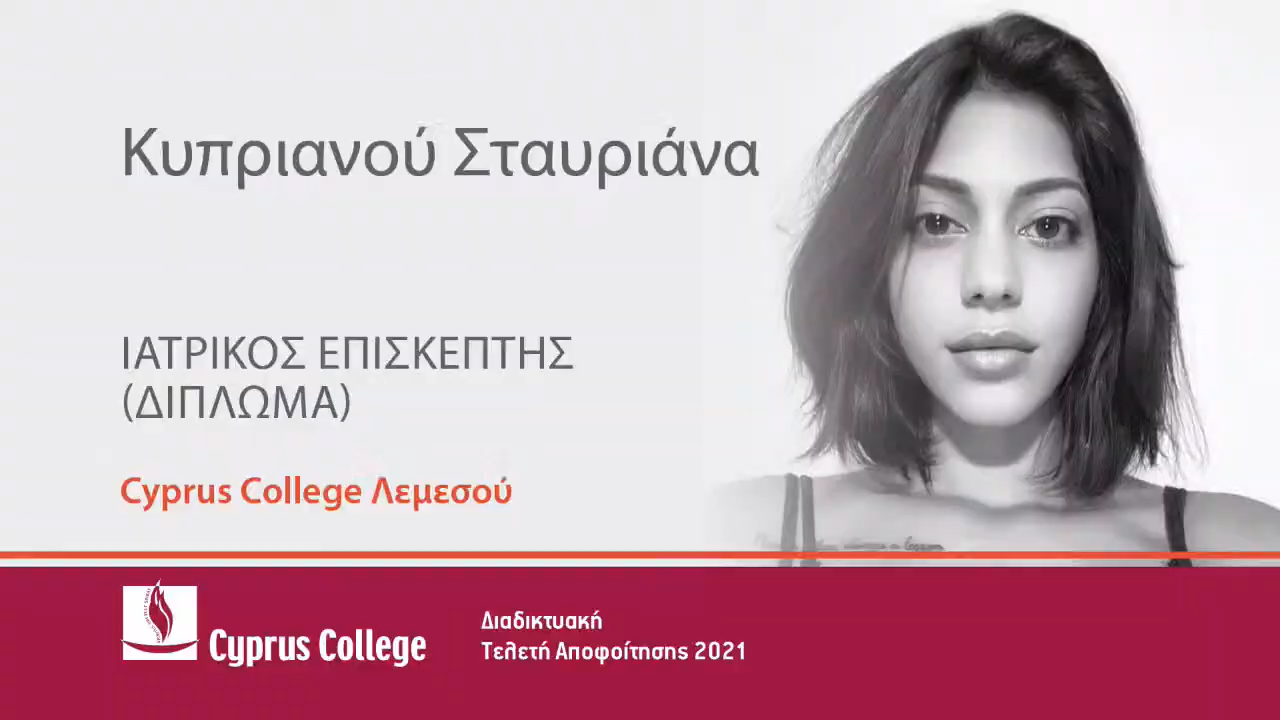 Κυπριανού Σταυριάνα
ΙΑΤΡΙΚΟΣ ΕΠΙΣΚΕΠΤΗΣ
(ΔΙΠΛΩΜΑ)
Cyprus College Λεμεσού
Cyprus College
Διαδικτυακή
Τελετή Αποφοίτησης 2021